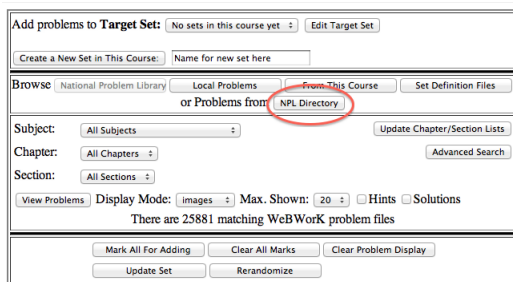 Add problems to Target Set: No sets in this course yet Edit Target Set
Create a New Set in This Course: Name for new set here
Browse National Problem Library Local Problems From This Course Set Definition Files
or Problems from NPL Directory
Subject: All Subjects Update Chapter/Section Lists
Chapter: All Chapters Advanced Search
Section: All Sections
View Problems Display Mode: images Max. Shown: 20 Hints Solutions
There are 25881 matching WeBWorK problem files
Mark All For Adding Clear All Marks Clear Problem Display
Update Set Rerandomize